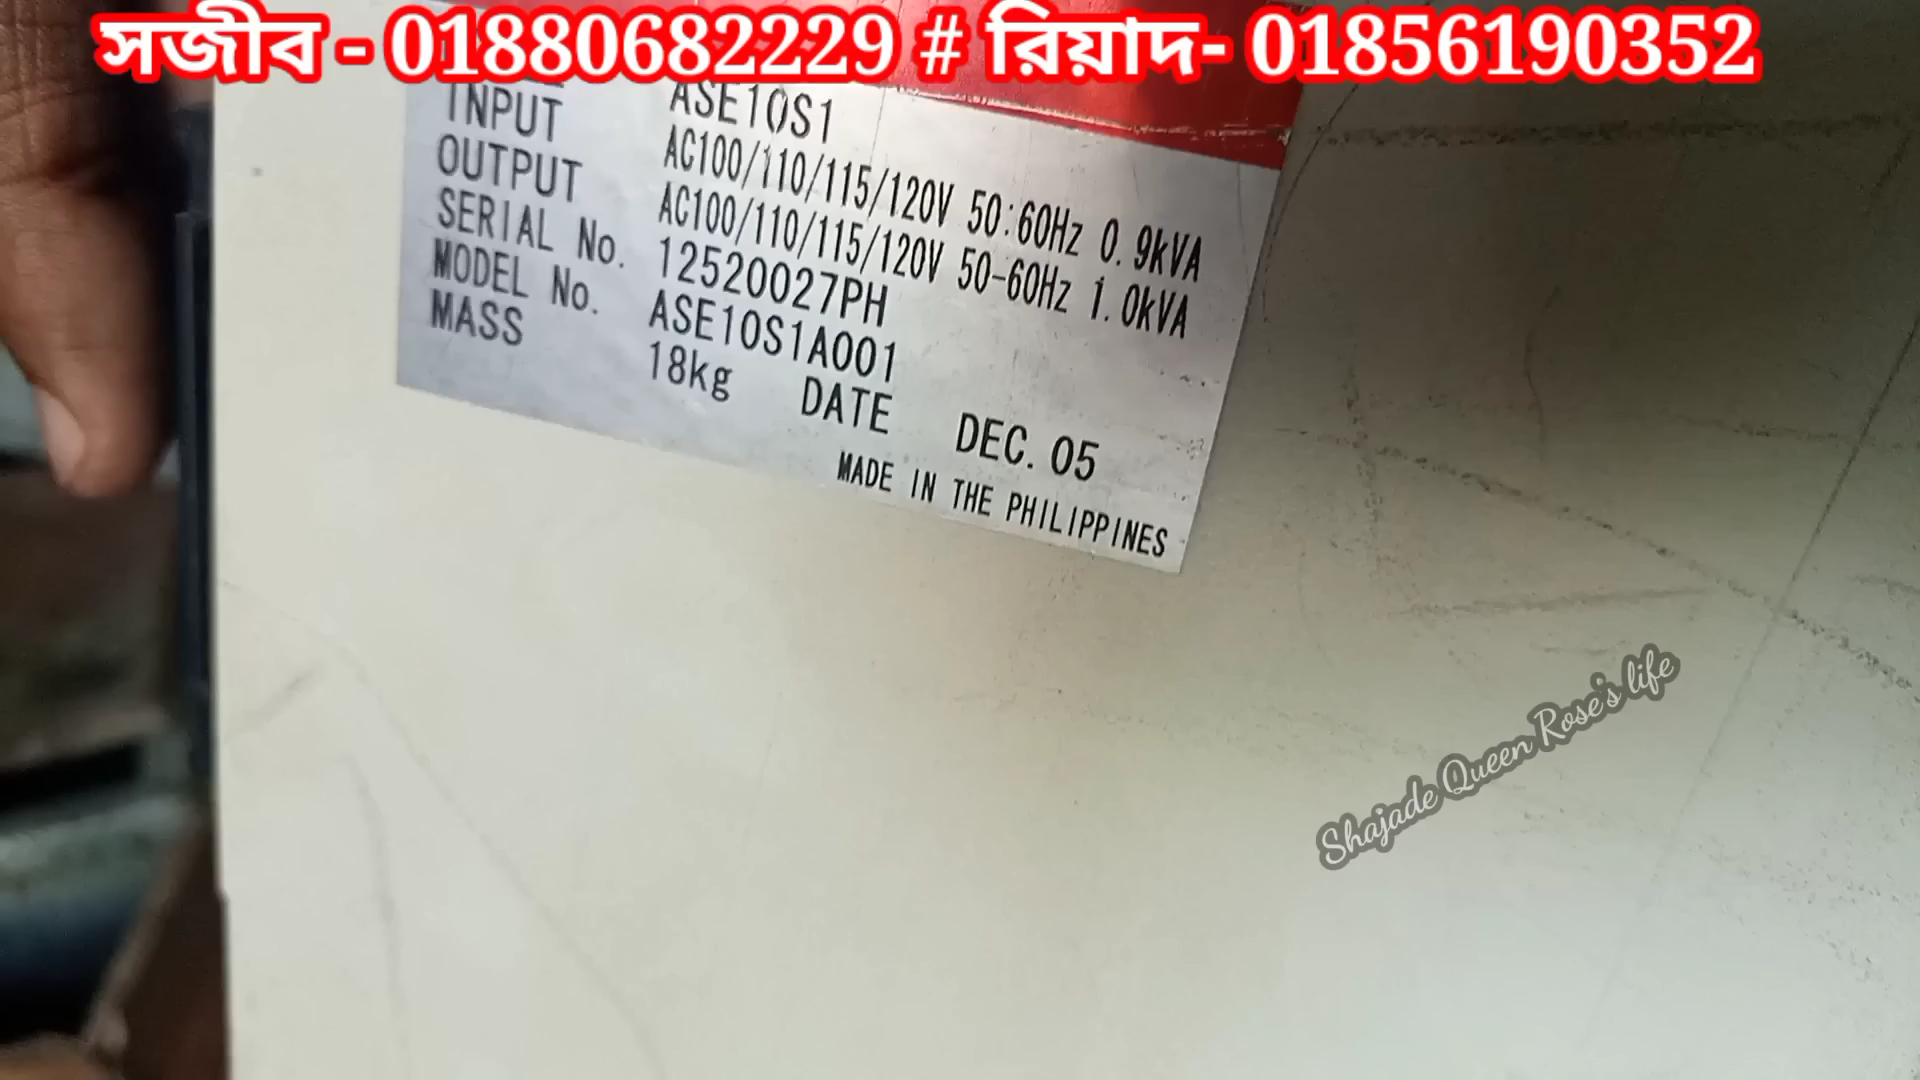 সজীব - 01880682229 # রিয়াদ- 01856190352
ASE10S1
INPUT AC100/110/115/120V 50:60Hz 0.9kVA
OUTPUT AC100/110/115/120V 50-60Hz 1.0kVA
SERIAL No. 12520027PH
MODEL No. ASE10S1A001
MASS 18kg DATE DEC. 05
MADE IN THE PHILIPPINES
Shajade Queen Rose's life